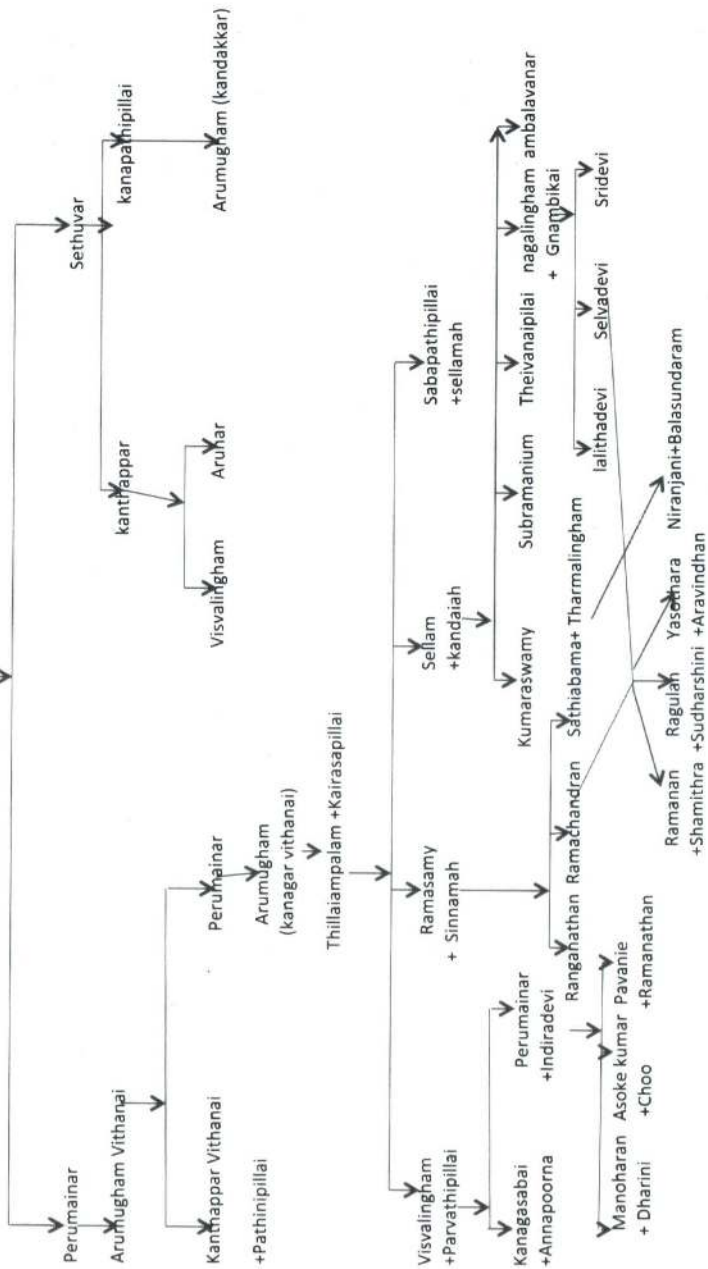 Perumainar
Sethuvar
Arumugham Vithanai
kanthappar
kanapathipillai
Kanthappar Vithanai
+Pathinipillai
Perumainar
Visvalingham
Aruhar
Arumugham (kandakkar)
Arumugham
(kanagar vithanai)
Thillaiampalam +Kairasapillai
Visvalingham
+Parvathipillai
Ramasamy
+ Sinnamah
Sellam
+kandaiah
Sabapathipillai
+sellamah
Kanagasabai
+Annapoorna
Perumainar
+Indiradevi
Kumaraswamy
Subramanium
Theivanaipilai
nagalingham
+ Gnambikai
ambalavanar
Ranganathan
Ramachandran
Sathiabama+ Tharmalingham
lalithadevi
Selvadevi
Sridevi
Manoharan
+ Dharini
Asoke kumar
+Choo
Pavanie
+Ramanathan
Ramanan
+Shamithra
Ragulan
+Sudharshini
Yasothara
+Aravindhan
Niranjani+Balasundaram